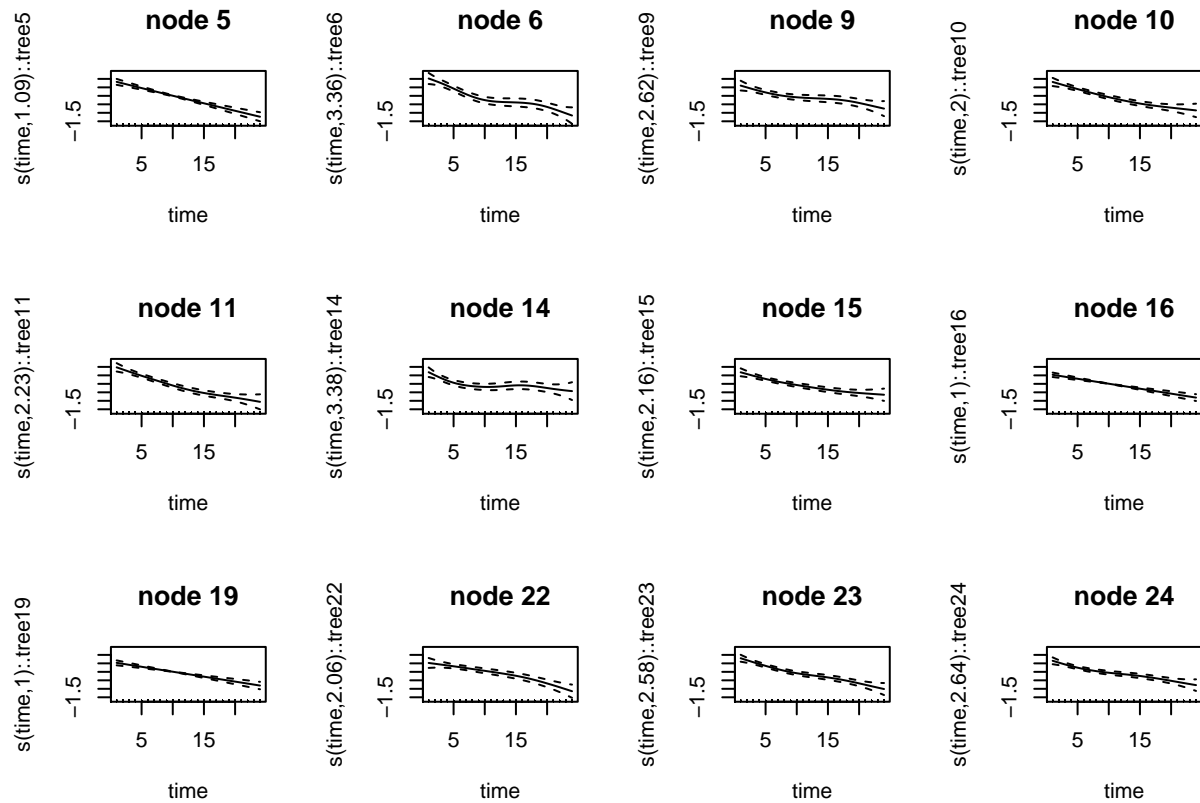 node 5
s(time,1.09):.tree5
−1.5
5 15
time
node 6
s(time,3.36):.tree6
−1.5
5 15
time
node 9
s(time,2.62):.tree9
−1.5
5 15
time
node 10
s(time,2):.tree10
−1.5
5 15
time
node 11
s(time,2.23):.tree11
−1.5
5 15
time
node 14
s(time,3.38):.tree14
−1.5
5 15
time
node 15
s(time,2.16):.tree15
−1.5
5 15
time
node 16
s(time,1):.tree16
−1.5
5 15
time
node 19
s(time,1):.tree19
−1.5
5 15
time
node 22
s(time,2.06):.tree22
−1.5
5 15
time
node 23
s(time,2.58):.tree23
−1.5
5 15
time
node 24
s(time,2.64):.tree24
−1.5
5 15
time